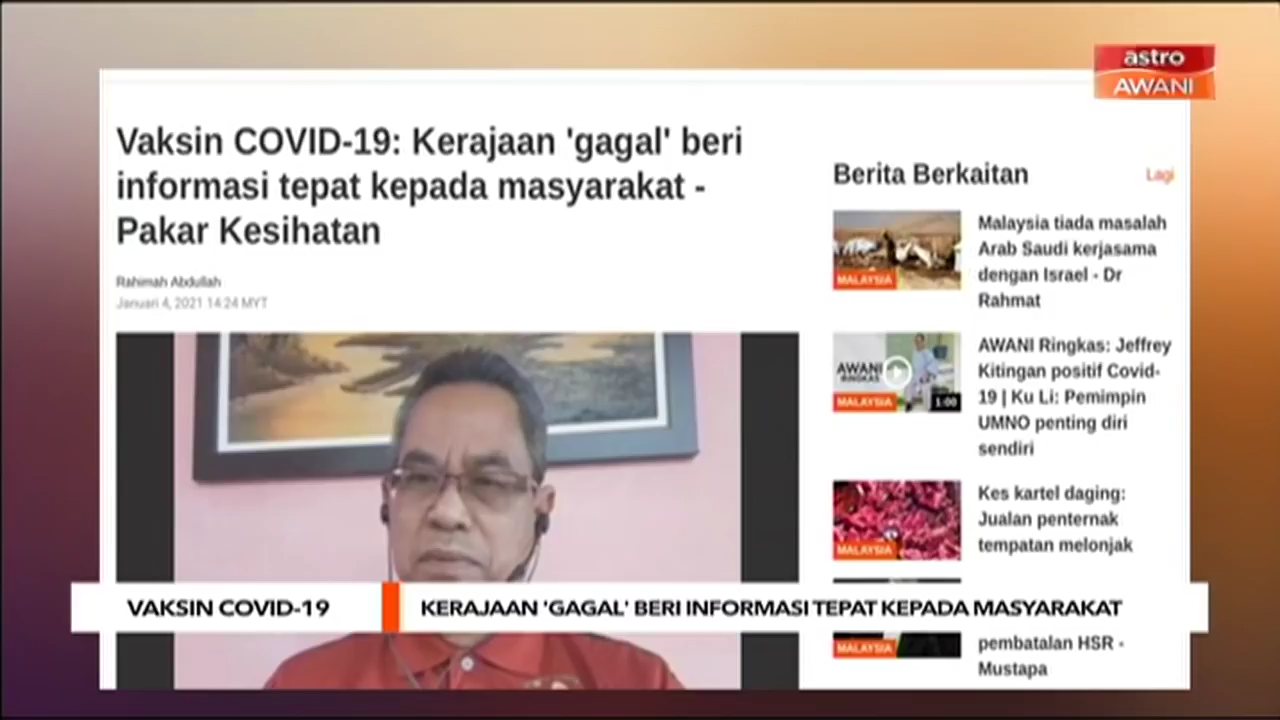 astro
AWANI
Vaksin COVID-19: Kerajaan 'gagal' beri
informasi tepat kepada masyarakat -
Pakar Kesihatan
Rahimah Abdullah
Januari 4, 2021 14:24 MYT
Berita Berkaitan
Lagi
MALAYSIA
Malaysia tiada masalah
Arab Saudi kerjasama
dengan Israel - Dr
Rahmat
AWANI
RINGKAS
MALAYSIA
1:00
AWANI Ringkas: Jeffrey
Kitingan positif Covid-
19 | Ku Li: Pemimpin
UMNO penting diri
sendiri
MALAYSIA
Kes kartel daging:
Jualan penternak
tempatan melonjak
MALAYSIA
pembatalan HSR -
Mustapa
VAKSIN COVID-19
KERAJAAN 'GAGAL' BERI INFORMASI TEPAT KEPADA MASYARAKAT